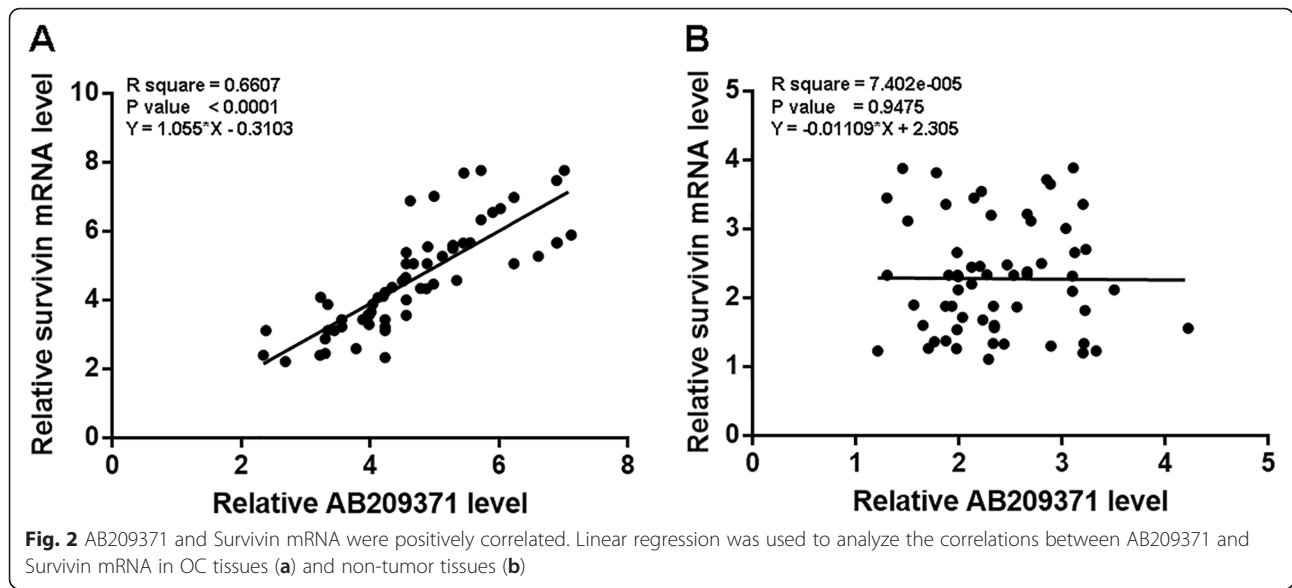 A
R square = 0.6607
P value < 0.0001
Y = 1.055*X - 0.3103
Relative survivin mRNA level
10
8
6
4
2
0
0 2 4 6 8
Relative AB209371 level
B
R square = 7.402e-005
P value = 0.9475
Y = -0.01109*X + 2.305
Relative survivin mRNA level
5
4
3
2
1
0
0 1 2 3 4 5
Relative AB209371 level
Fig. 2 AB209371 and Survivin mRNA were positively correlated. Linear regression was used to analyze the correlations between AB209371 and
Survivin mRNA in OC tissues (a) and non-tumor tissues (b)